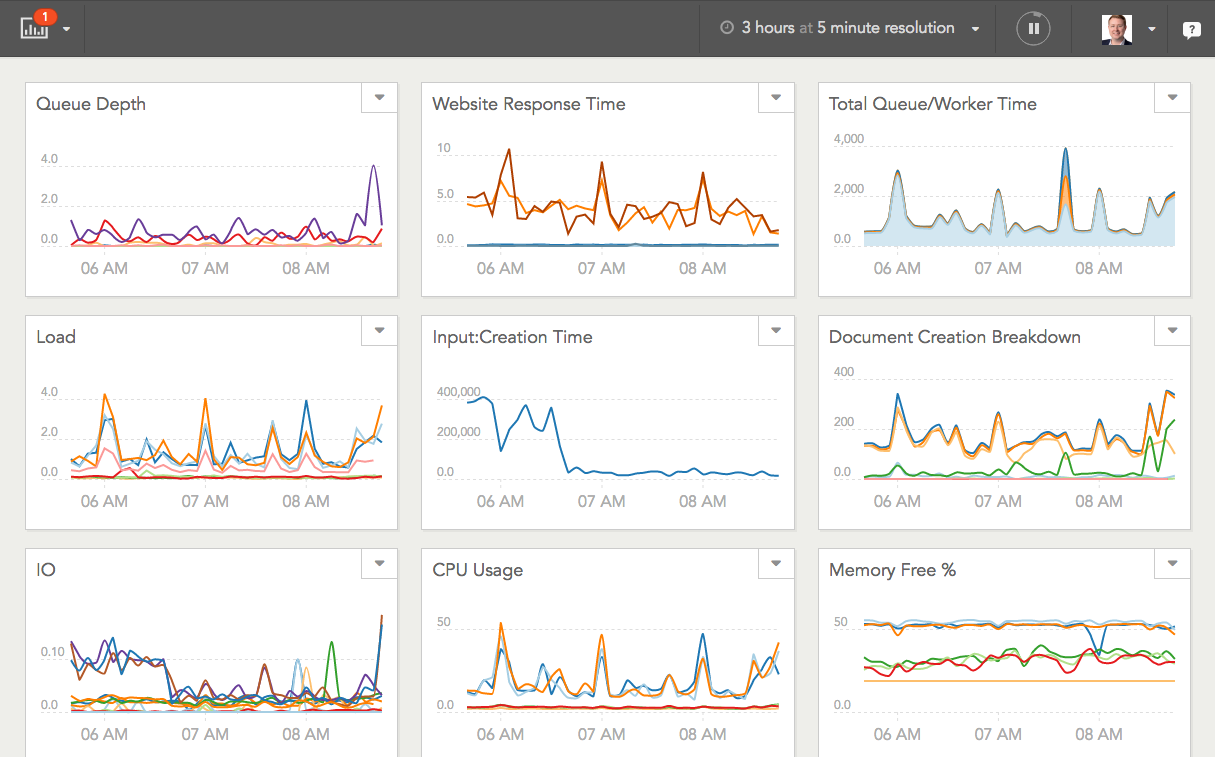 1
3 hours at 5 minute resolution
?
Queue Depth
4.0
2.0
0.0
06 AM 07 AM 08 AM
Website Response Time
10
5.0
0.0
06 AM 07 AM 08 AM
Total Queue/Worker Time
4,000
2,000
0.0
06 AM 07 AM 08 AM
Load
4.0
2.0
0.0
06 AM 07 AM 08 AM
Input:Creation Time
400,000
200,000
0.0
06 AM 07 AM 08 AM
Document Creation Breakdown
400
200
0.0
06 AM 07 AM 08 AM
IO
0.10
0.0
06 AM 07 AM 08 AM
CPU Usage
50
0.0
06 AM 07 AM 08 AM
Memory Free %
50
0.0
06 AM 07 AM 08 AM